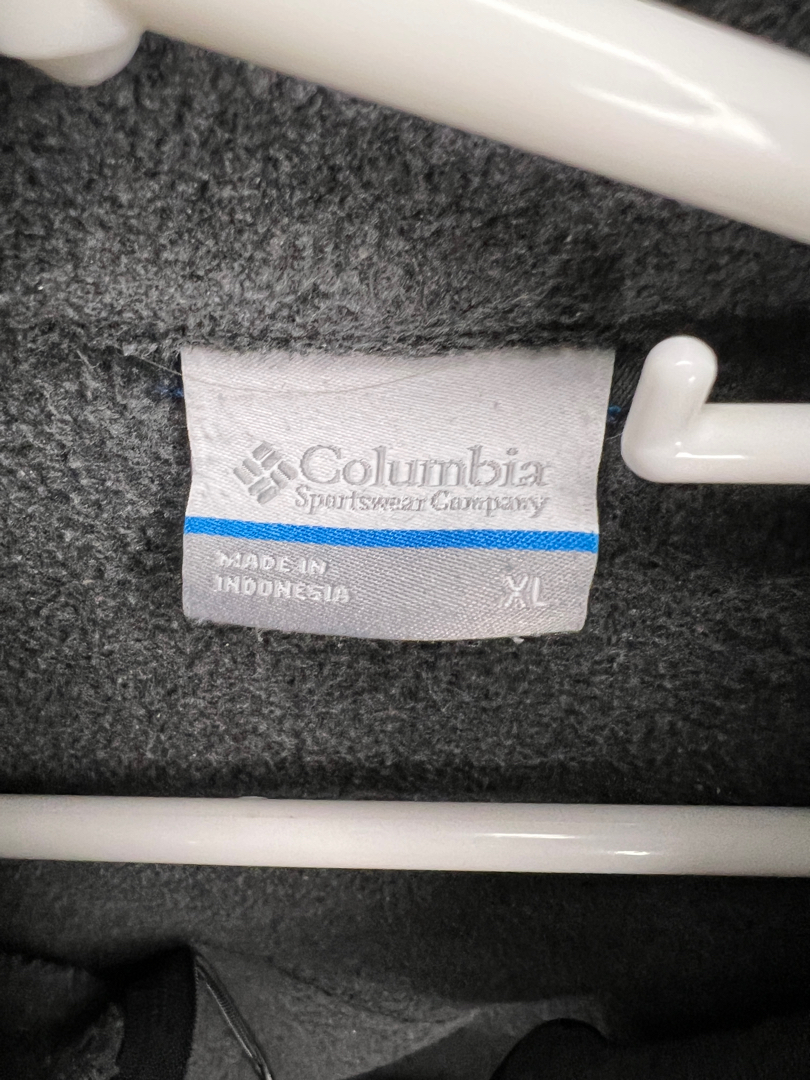 Columbia
Sportswear Company
MADE IN
INDONESIA
XL